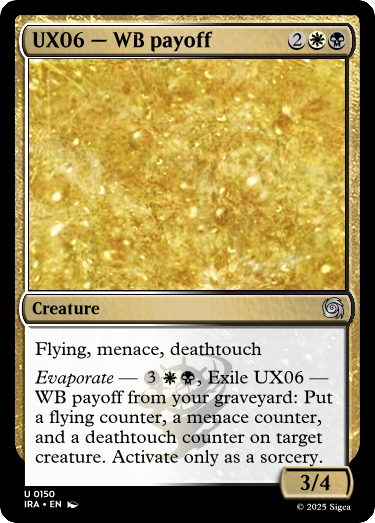 UX06 — WB payoff 2
Creature
Flying, menace, deathtouch
Evaporate — 3, Exile UX06 —
WB payoff from your graveyard: Put
a flying counter, a menace counter,
and a deathtouch counter on target
creature. Activate only as a sorcery.
3/4
U 0150
IRA • EN
© 2025 Sigea